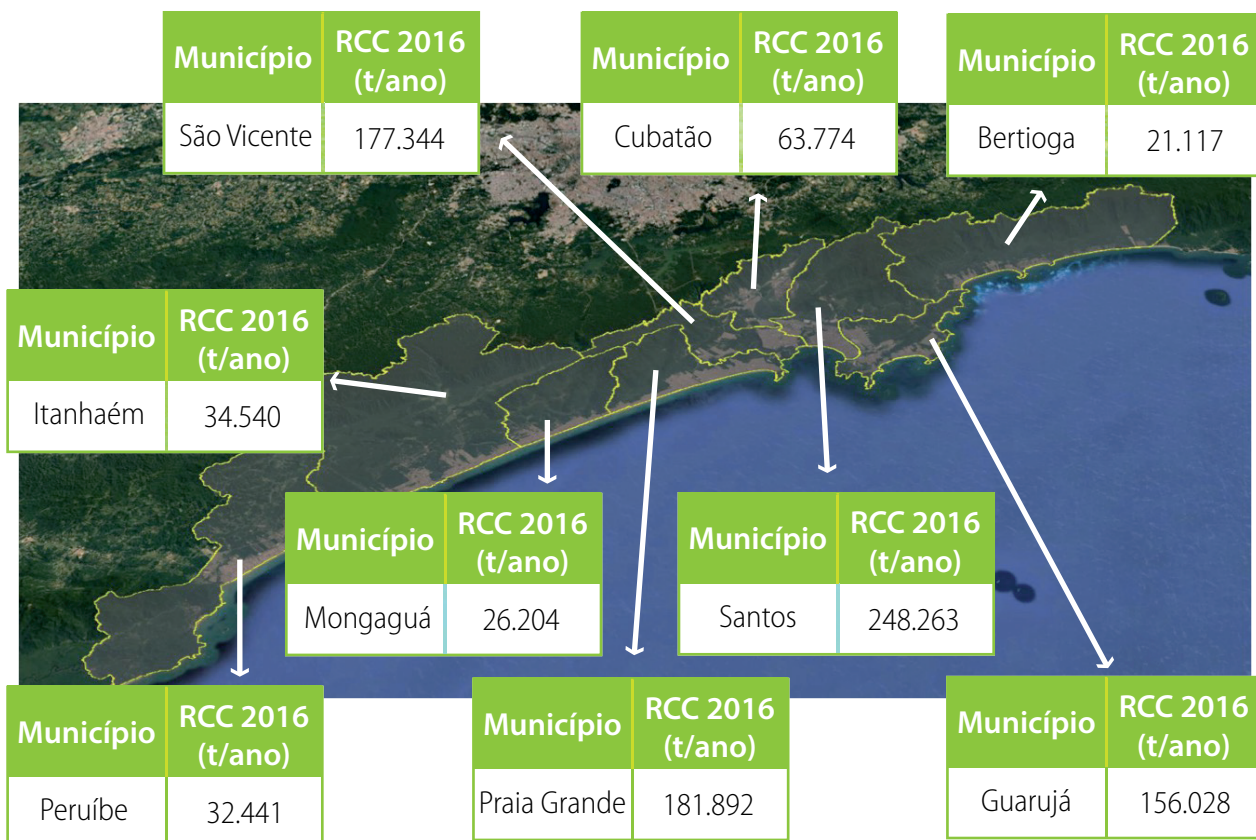 Município RCC 2016 (t/ano)
São Vicente 177.344
Município RCC 2016 (t/ano)
Cubatão 63.774
Município RCC 2016 (t/ano)
Bertioga 21.117
Município RCC 2016 (t/ano)
Itanhaém 34.540
Município RCC 2016 (t/ano)
Mongaguá 26.204
Município RCC 2016 (t/ano)
Santos 248.263
Município RCC 2016 (t/ano)
Peruíbe 32.441
Município RCC 2016 (t/ano)
Praia Grande 181.892
Município RCC 2016 (t/ano)
Guarujá 156.028